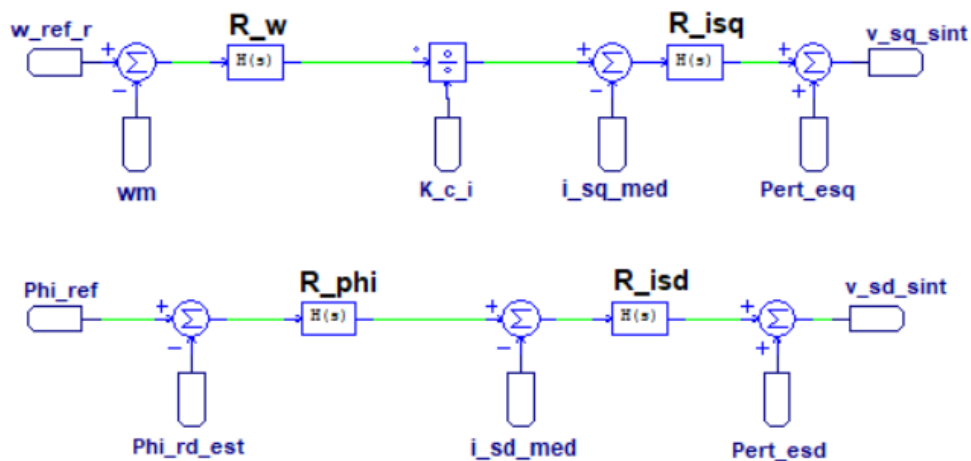 w_ref_r
R_w
R_isq
v_sq_sint
+
Σ
H(s)
÷
÷
+
Σ
H(s)
+
Σ
−
−
+
wm
K_c_i
i_sq_med
Pert_esq
Phi_ref
R_phi
R_isd
v_sd_sint
+
Σ
H(s)
+
Σ
H(s)
+
Σ
−
−
+
Phi_rd_est
i_sd_med
Pert_esd